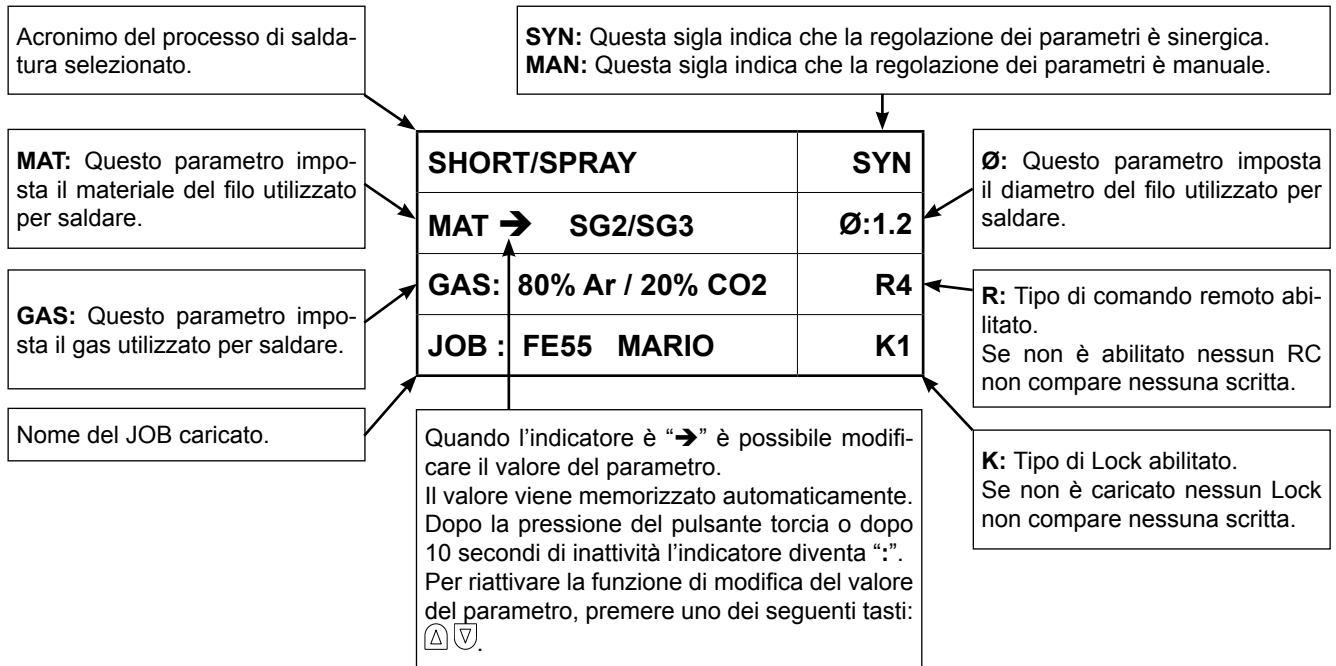 Acronimo del processo di salda-
tura selezionato.
SYN: Questa sigla indica che la regolazione dei parametri è sinergica.
MAN: Questa sigla indica che la regolazione dei parametri è manuale.
MAT: Questo parametro impo-
sta il materiale del filo utilizzato
per saldare.
GAS: Questo parametro impo-
sta il gas utilizzato per saldare.
Nome del JOB caricato.
SHORT/SPRAY SYN
MAT ➔ SG2/SG3 Ø:1.2
GAS: 80% Ar / 20% CO2 R4
JOB : FE55 MARIO K1
Ø: Questo parametro imposta
il diametro del filo utilizzato per
saldare.
R: Tipo di comando remoto abi-
litato.
Se non è abilitato nessun RC
non compare nessuna scritta.
K: Tipo di Lock abilitato.
Se non è caricato nessun Lock
non compare nessuna scritta.
Quando l’indicatore è “➔” è possibile modifi-
care il valore del parametro.
Il valore viene memorizzato automaticamente.
Dopo la pressione del pulsante torcia o dopo
10 secondi di inattività l’indicatore diventa “:”.
Per riattivare la funzione di modifica del valore
del parametro, premere uno dei seguenti tasti:
.